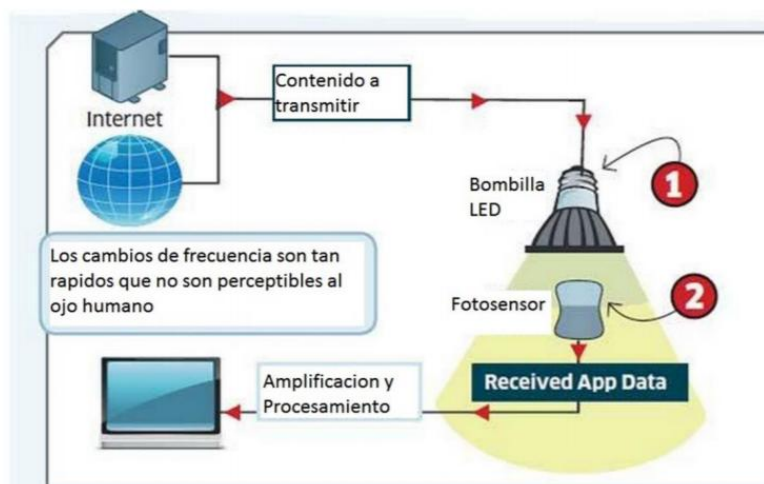 Contenido a
transmitir
Internet
Bombilla
LED
1
Los cambios de frecuencia son tan
rapidos que no son perceptibles al
ojo humano
Fotosensor
2
Received App Data
Amplificacion y
Procesamiento